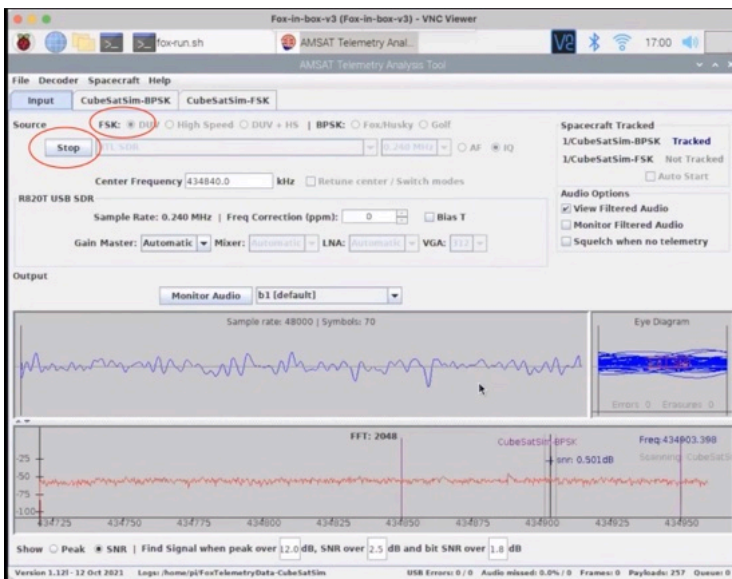 Fox-in-box-v3 (Fox-in-box-v3) - VNC Viewer
fox-run.sh AMSAT Telemetry Anal... 17:00
AMSAT Telemetry Analysis Tool
File Decoder Spacecraft Help
Input CubeSatSim-BPSK CubeSatSim-FSK
Source FSK: DUV High Speed DUV + HS | BPSK: Fox/Husky Golf
Stop RTL SDR 0.240 MHz AF IQ
Center Frequency 434840.0 kHz Retune center / Switch modes
R820T USB SDR
Sample Rate: 0.240 MHz | Freq Correction (ppm): 0 Bias T
Gain Master: Automatic Mixer: Automatic LNA: Automatic VGA: 312
Spacecraft Tracked
1/CubeSatSim-BPSK Tracked
1/CubeSatSim-FSK Not Tracked
Auto Start
Audio Options
View Filtered Audio
Monitor Filtered Audio
Squelch when no telemetry
Output
Monitor Audio b1 [default]
Sample rate: 48000 | Symbols: 70
Eye Diagram
Errors: 0 Erasures: 0
FFT: 2048
CubeSatSim-BPSK Freq:434903.398
snr: 0.501dB Scanning: CubeSatS
-25
-50
-75
-100
434725 434750 434775 434800 434825 434850 434875 434900 434925 434950
Show Peak SNR | Find Signal when peak over 12.0 dB, SNR over 2.5 dB and bit SNR over 1.8 dB
Version 1.12f - 12 Oct 2021 Logs: /home/pi/FoxTelemetryData-CubeSatSim USB Errors: 0 / 0 Audio missed: 0.0% / 0 Frames: 0 Payloads: 257 Queue: 0